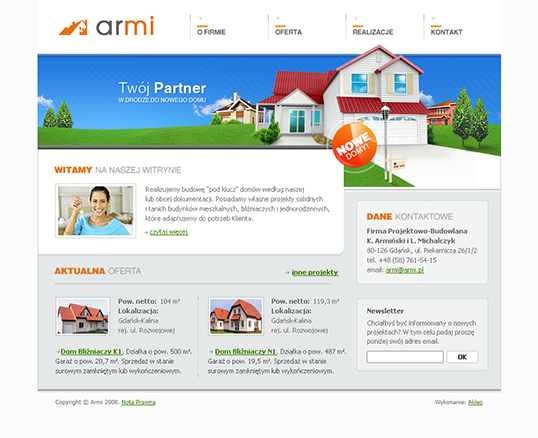 armi
O FIRMIE
OFERTA
REALIZACJE
KONTAKT
Twój Partner
W DRODZE DO NOWEGO DOMU
NOWE
DOMY!
WITAMY NA NASZEJ WITRYNIE
Realizujemy budowę "pod klucz" domów według naszej
lub obcej dokumentacji. Posiadamy własne projekty solidnych
i tanich budynków mieszkalnych, bliźniaczych i jednorodzinnych,
które adaptujemy do potrzeb Klienta.
czytaj więcej
DANE KONTAKTOWE
Firma Projektowo-Budowlana
K. Armiński i L. Michalczyk
80-126 Gdańsk, ul. Piekarnicza 26/1/2
tel. +48 (58) 761-54-15
email: armi@armi.pl
AKTUALNA OFERTA
inne projekty
Pow. netto: 104 m²
Lokalizacja:
Gdańsk-Kalina
rej. ul. Rozwojowej
Dom Bliźniaczy K1. Działka o pow. 500 m².
Garaż o pow. 20,7 m². Sprzedaż w stanie
surowym zamkniętym lub wykończeniowym.
Pow. netto: 119,3 m²
Lokalizacja:
Gdańsk-Kalina
rej. ul. Rozwojowej
Dom Bliźniaczy N1. Działka o pow. 487 m².
Garaż o pow. 19,5 m². Sprzedaż w stanie
surowym zamkniętym lub wykończeniowym.
Newsletter
Chciałbyś być informowany o nowych
projektach? W tym celu podaj proszę
poniżej swój adres email.
OK
Copyright © Armi 2008. Nota Prawna
Wykonanie: Akleo